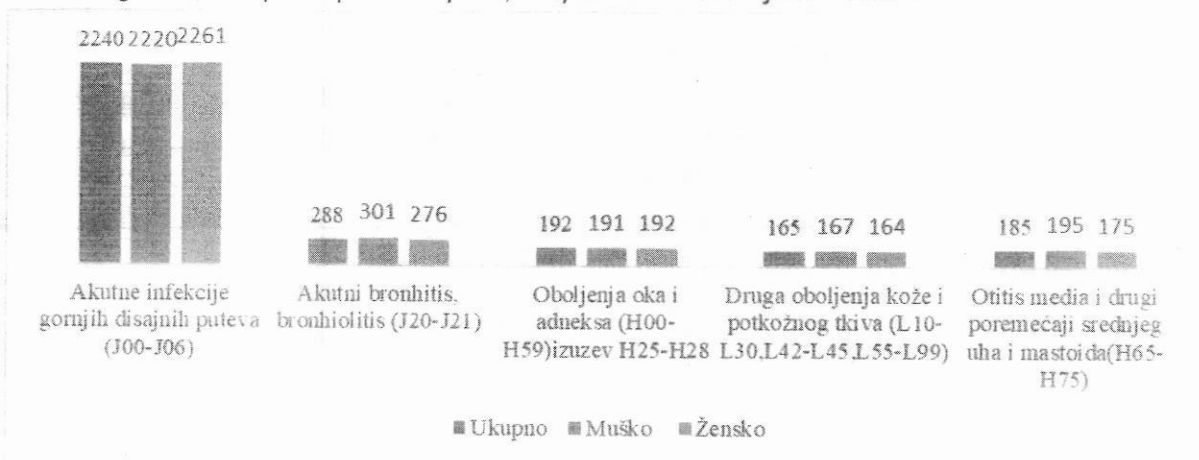 2240 2220 2261
288 301 276
192 191 192
165 167 164
185 195 175
Akutne infekcije
gornjih disajnih puteva
(J00-J06)
Akutni bronhitis.
bronhiolitis (J20-J21)
Oboljenja oka i
adneksa (H00-
H59)izuzev H25-H28
Druga oboljenja kože i
potkožnog tkiva (L10-
L30.L42-L45.L55-L99)
Otitis media i drugi
poremećaji srednjeg
uha i mastoida(H65-
H75)
Ukupno Muško Žensko